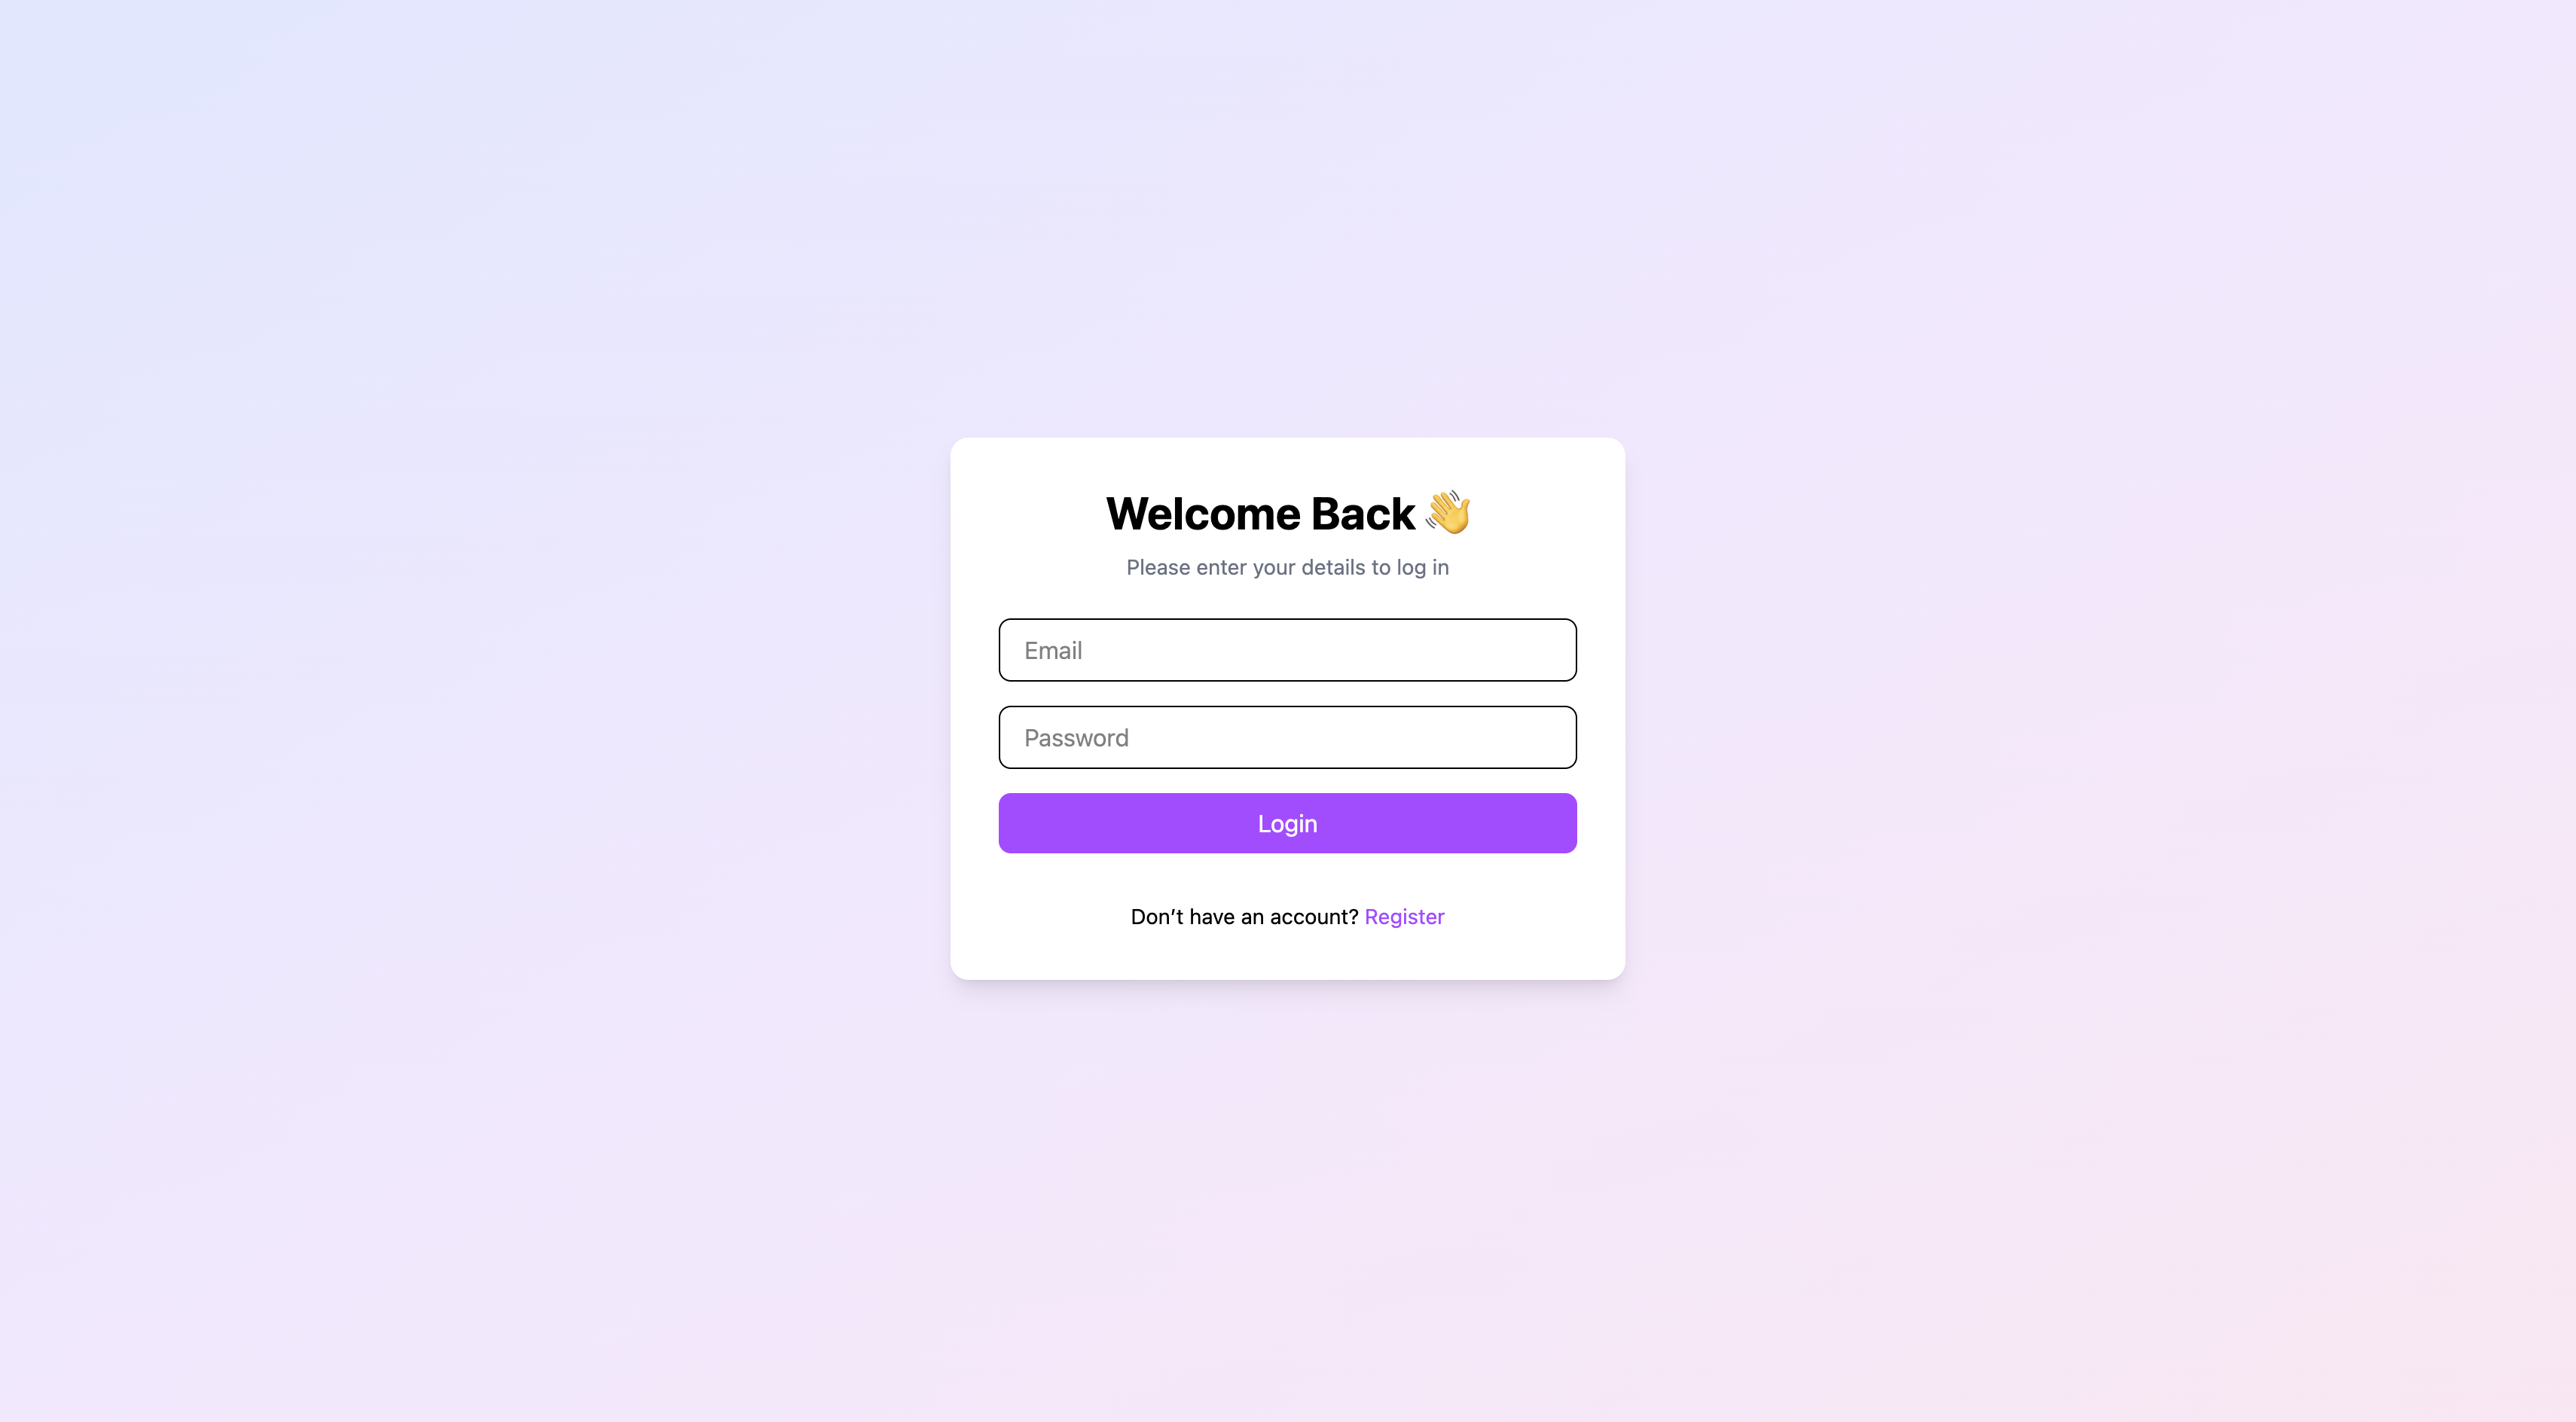 Welcome Back 👋
Please enter your details to log in
Email
Password
Login
Don’t have an account? Register